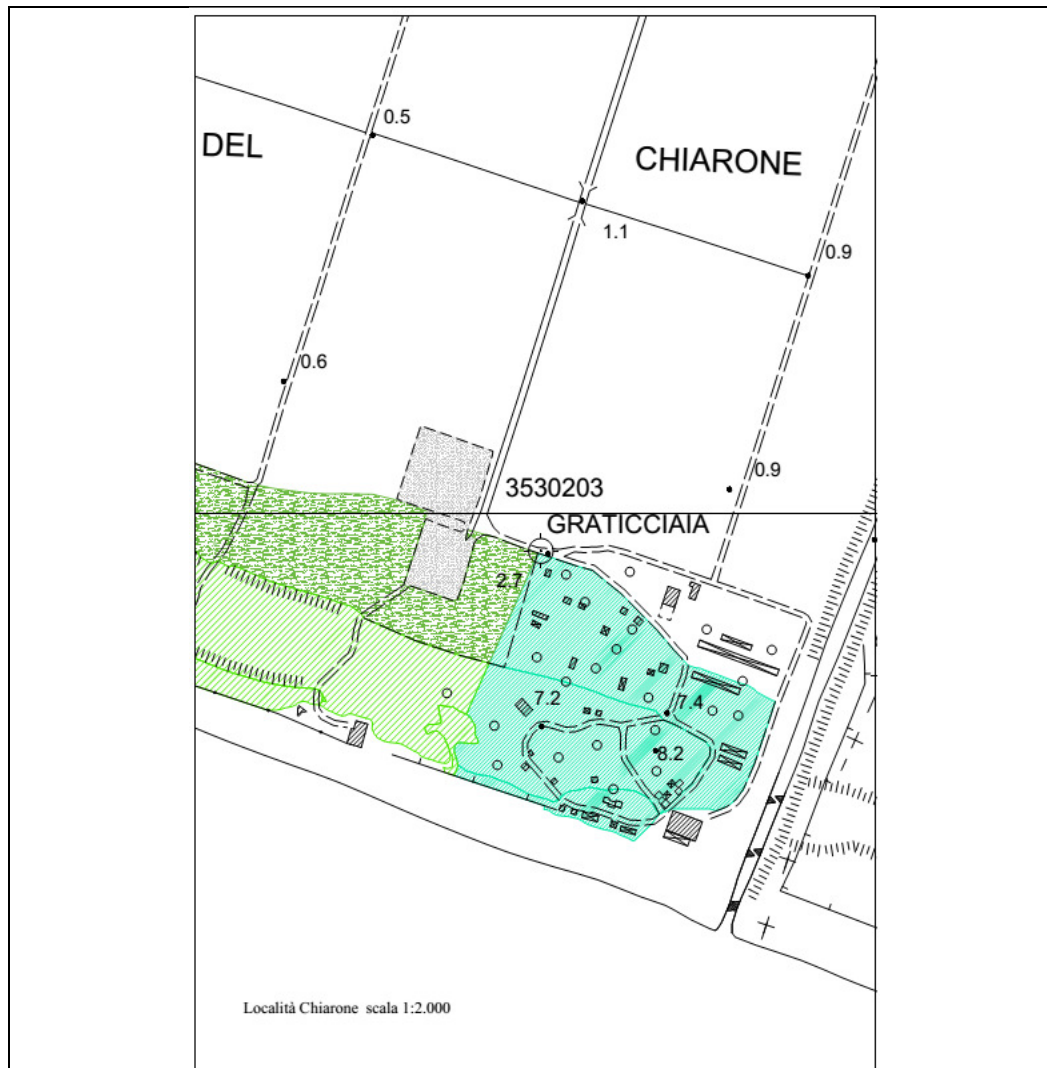 0.5
DEL
CHIARONE
1.1
0.9
0.6
0.9
3530203
GRATICCIAIA
2.7
7.2
7.4
8.2
Località Chiarone scala 1:2.000